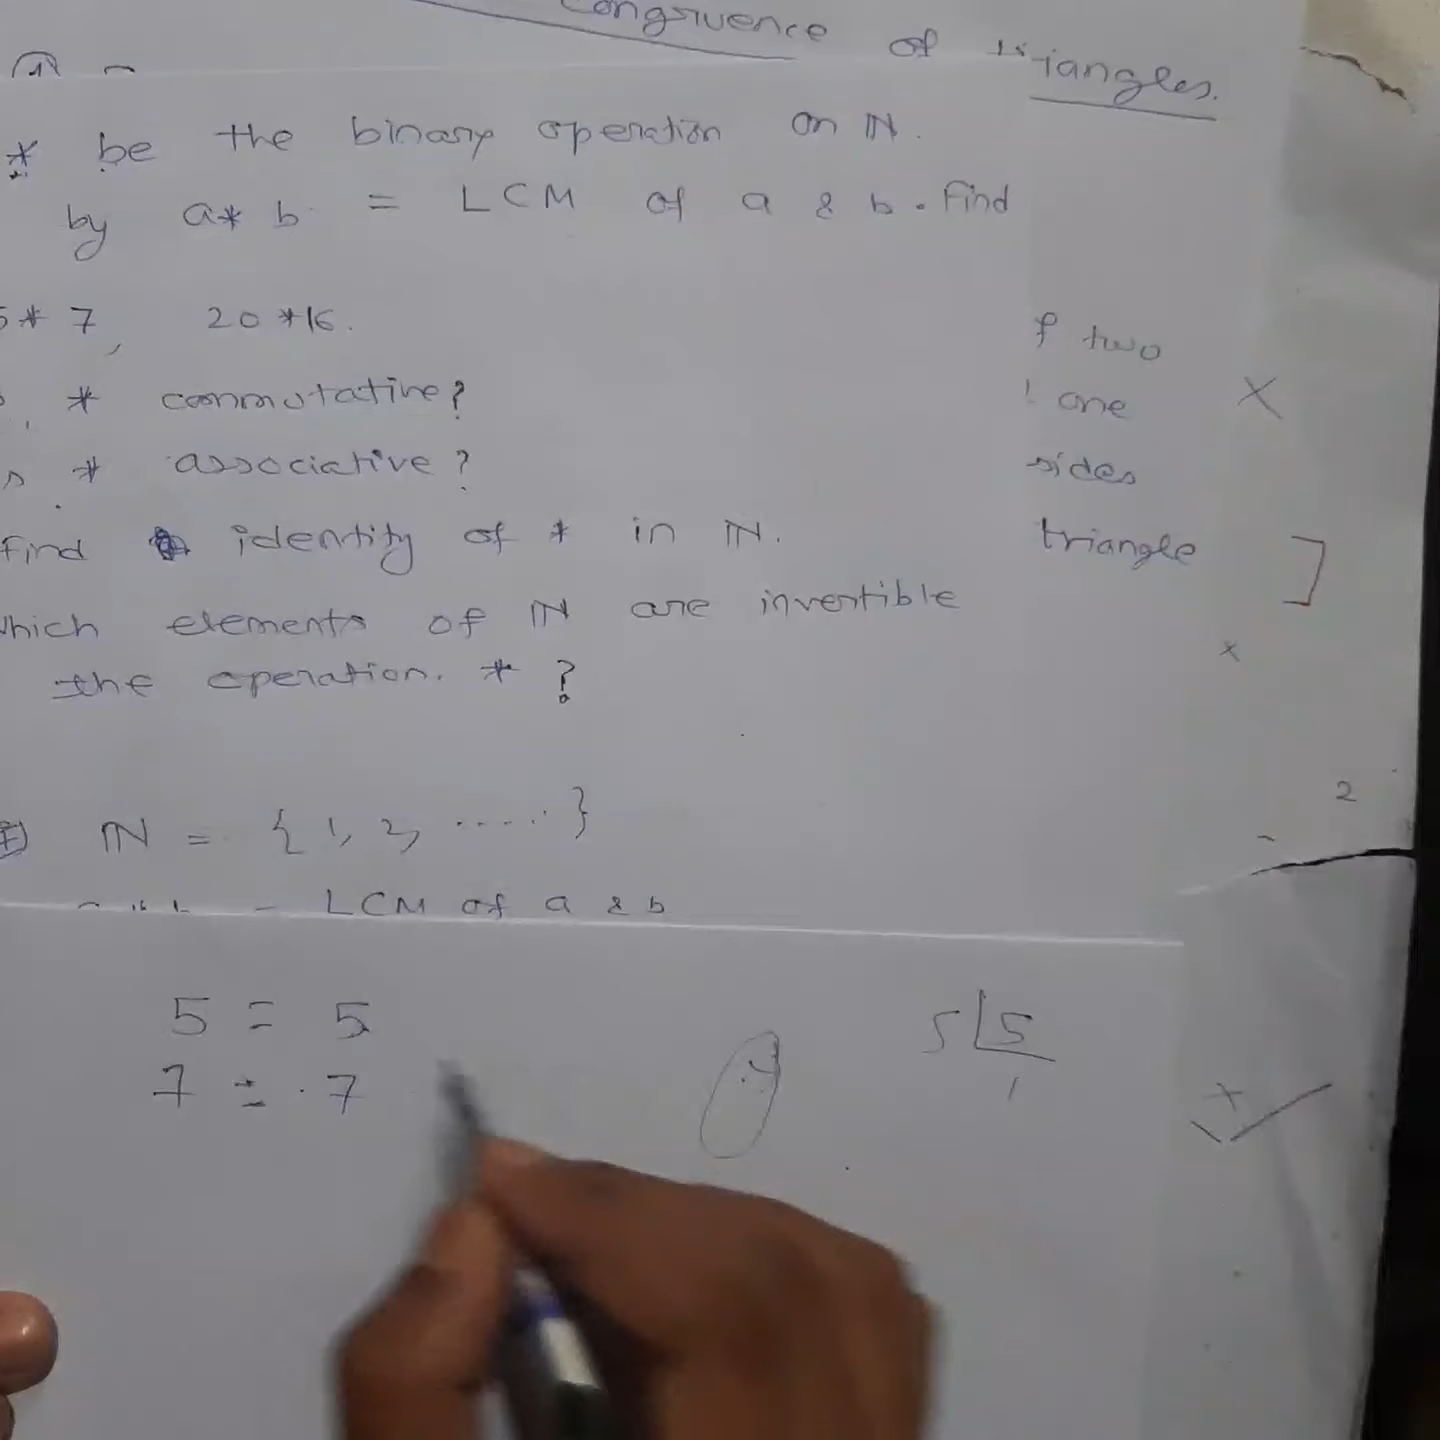 Congruence of triangles.
* be the binary operation on N.
by a* b = LCM of a & b. Find
5* 7, 20 *16.
* commutative?
* associative?
Find identity of * in N.
which elements of N are invertible
the operation. * ?
f two
one
sides
triangle ]
N = {1, 2, .....}
LCM of a & b
2
5 = 5
7 = 7
5 5
1